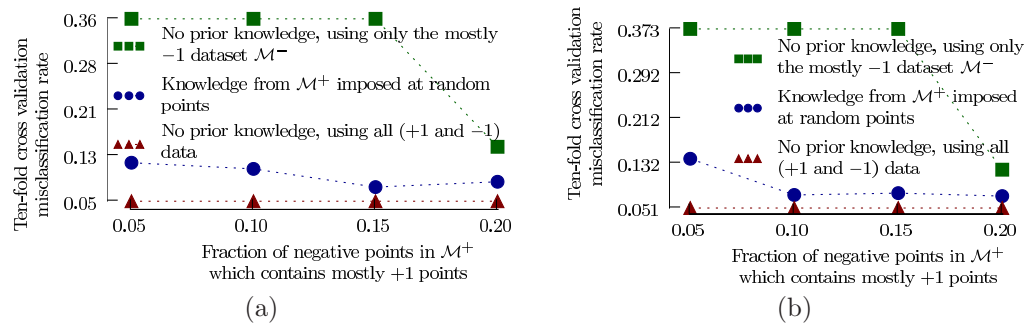 Ten-fold cross validation
misclassification rate
0.36
0.28
0.21
0.13
0.05
No prior knowledge, using only the mostly
−1 dataset ℳ⁻
Knowledge from ℳ⁺ imposed at random
points
No prior knowledge, using all (+1 and −1)
data
0.05 0.10 0.15 0.20
Fraction of negative points in ℳ⁺
which contains mostly +1 points
(a)
Ten-fold cross validation
misclassification rate
0.373
0.292
0.212
0.132
0.051
No prior knowledge, using only
the mostly −1 dataset ℳ⁻
Knowledge from ℳ⁺ imposed
at random points
No prior knowledge, using all
(+1 and −1) data
0.05 0.10 0.15 0.20
Fraction of negative points in ℳ⁺
which contains mostly +1 points
(b)